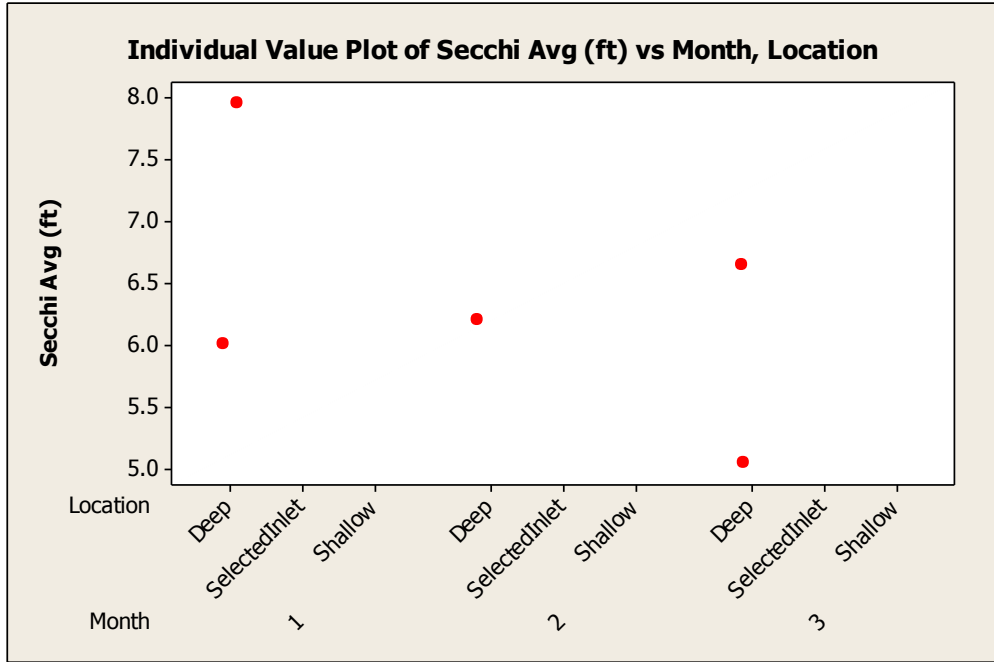 Individual Value Plot of Secchi Avg (ft) vs Month, Location
Secchi Avg (ft)
8.0
7.5
7.0
6.5
6.0
5.5
5.0
Location
Deep
SelectedInlet
Shallow
Deep
SelectedInlet
Shallow
Deep
SelectedInlet
Shallow
Month
1
2
3